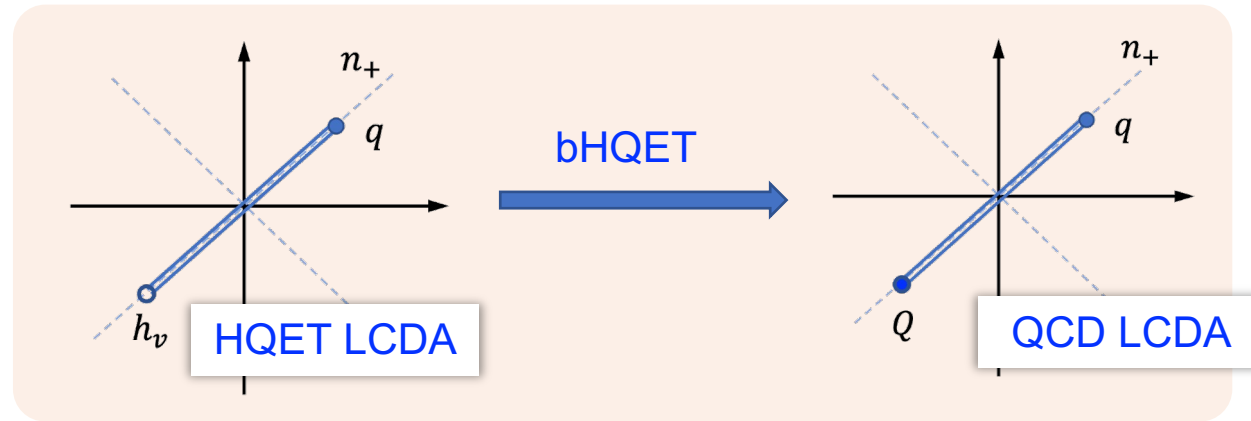 n₊
q
h_v
HQET LCDA
bHQET
n₊
q
Q
QCD LCDA